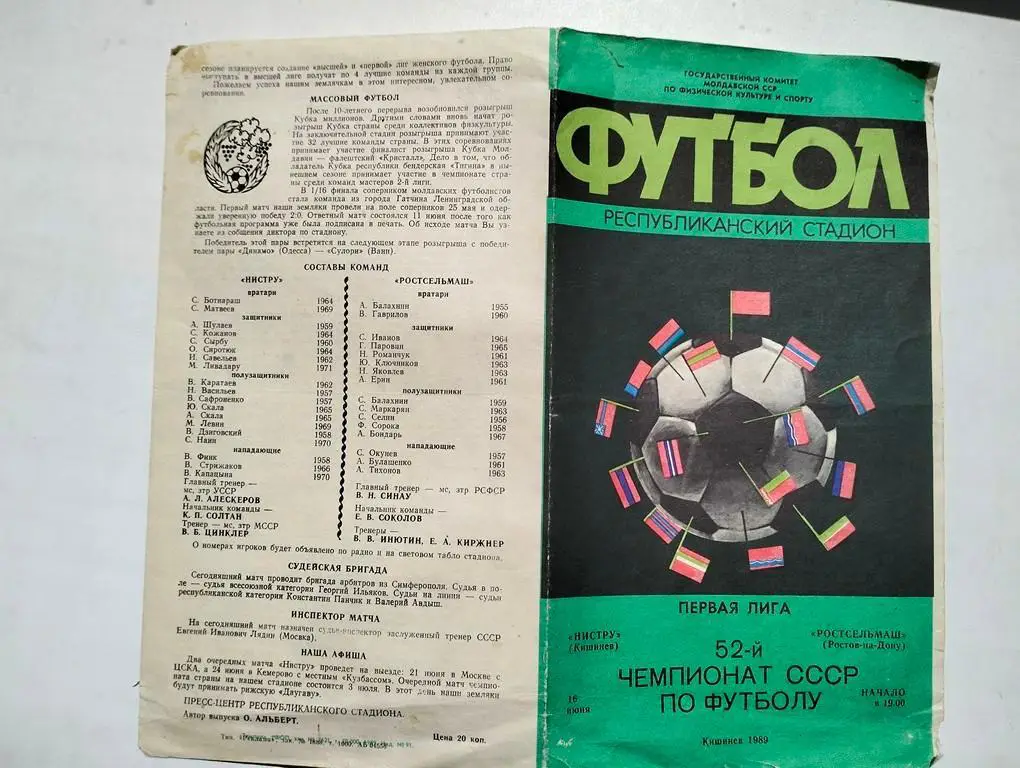 сезоне планируется создание «высшей» и «первой» лиг женского футбола. Право
выступать в высшей лиге получат по 4 лучшие команды из каждой группы.
Пожелаем успеха нашим землячкам в этом интересном, увлекательном со-
ревновании.
МАССОВЫЙ ФУТБОЛ
После 10-летнего перерыва возобновился розыгрыш
Кубка миллионов. Другими словами вновь начат ро-
зыгрыш Кубка страны среди коллективов физкультуры.
На заключительной стадии розыгрыша принимают учас-
тие 32 лучшие команды страны. В этих соревнованиях
принимает участие финалист розыгрыша Кубка Мол-
давии — фалештский «Кристалл». Дело в том, что об-
ладатель Кубка республики бендерская «Тигина» в ны-
нешнем сезоне принимает участие в чемпионате стра-
ны среди команд мастеров 2-й лиги.
В 1/16 финала соперником молдавских футболистов
стала команда из города Гатчина Ленинградской об-
ласти. Первый матч наши земляки провели на поле соперников 25 мая и одер-
жала уверенную победу 2:0. Ответный матч состоялся 11 июня после того как
футбольная программа уже была подписана в печать. Об исходе матча Вы уз-
наете из собщения диктора по стадиону.
Победитель этой пары встретится на следующем этапе розыгрыша с победи-
телем пары «Динамо» (Одесса) — «Сулори» (Вани).
СОСТАВЫ КОМАНД
«НИСТРУ»
вратари
С. Ботнараш 1964
С. Матвеев 1969
защитники
А. Шулаев 1959
С. Кожанов 1964
С. Сырбу 1960
О. Сиротюк 1964
Н. Савельев 1962
М. Ливадару 1971
полузащитники
В. Каратаев 1962
Н. Васильев 1957
В. Сафроненко 1957
Ю. Скала 1965
А. Скала 1965
М. Левин 1969
В. Дзиговский 1958
С. Наин 1970
нападающие
В. Финк 1958
В. Стрижаков 1966
В. Капацына 1970
Главный тренер —
мс, зтр УССР
А. Л. АЛЕСКЕРОВ
Начальник команды —
К. П. СОЛТАН
Тренер — мс, зтр МССР
В. Б. ЦИНКЛЕР
«РОСТСЕЛЬМАШ»
вратари
А. Балахнин 1955
В. Гаврилов 1960
защитники
С. Иванов 1964
Г. Паровин 1965
Н. Романчук 1961
Ю. Ключников 1963
Н. Яковлев 1963
А. Ерин 1961
полузащитники
С. Балахнин 1959
С. Маркарян 1963
С. Селин 1956
Ф. Сорока 1958
А. Бондарь 1967
нападающие
С. Окунев 1957
А. Булашенко 1961
А. Тихонов 1963
Главный тренер — мс, зтр РСФСР
В. Н. СИНАУ
Начальник команды —
Е. В. СОКОЛОВ
Тренеры —
В. В. ИНЮТИН, Е. А. КИРЖНЕР
О номерах игроков будет объявлено по радио и на световом табло стадиона.
СУДЕЙСКАЯ БРИГАДА
Сегодняшний матч проводит бригада арбитров из Симферополя. Судья в по-
ле — судья всесоюзной категории Георгий Ильяков. Судьи на линии — судьи
республиканской категории Константин Панчик и Валерий Авдыш.
ИНСПЕКТОР МАТЧА
На сегодняшний матч назначен судья-инспектор заслуженный тренер СССР
Евгений Иванович Лядин (Мосвка).
НАША АФИША
Два очередных матча «Нистру» проведет на выезде: 21 июня в Москве с
ЦСКА, а 24 июня в Кемерово с местным «Кузбассом». Очередной матч чемпио-
ната страны на нашем стадионе состоится 3 июля. В этот день наши земляки
будут принимать рижскую «Даугаву».
ПРЕСС-ЦЕНТР РЕСПУБЛИКАНСКОГО СТАДИОНА.
Автор выпуска О. АЛЬБЕРТ.
Цена 20 коп.
ГОСУДАРСТВЕННЫЙ КОМИТЕТ
МОЛДАВСКОЙ ССР
ПО ФИЗИЧЕСКОЙ КУЛЬТУРЕ И СПОРТУ
ФУТБОЛ
РЕСПУБЛИКАНСКИЙ СТАДИОН
ПЕРВАЯ ЛИГА
«НИСТРУ»
(Кишинев)
«РОСТСЕЛЬМАШ»
(Ростов-на-Дону)
52-й
ЧЕМПИОНАТ СССР
ПО ФУТБОЛУ
16
июня
НАЧАЛО
в 19.00
Кишинев 1989